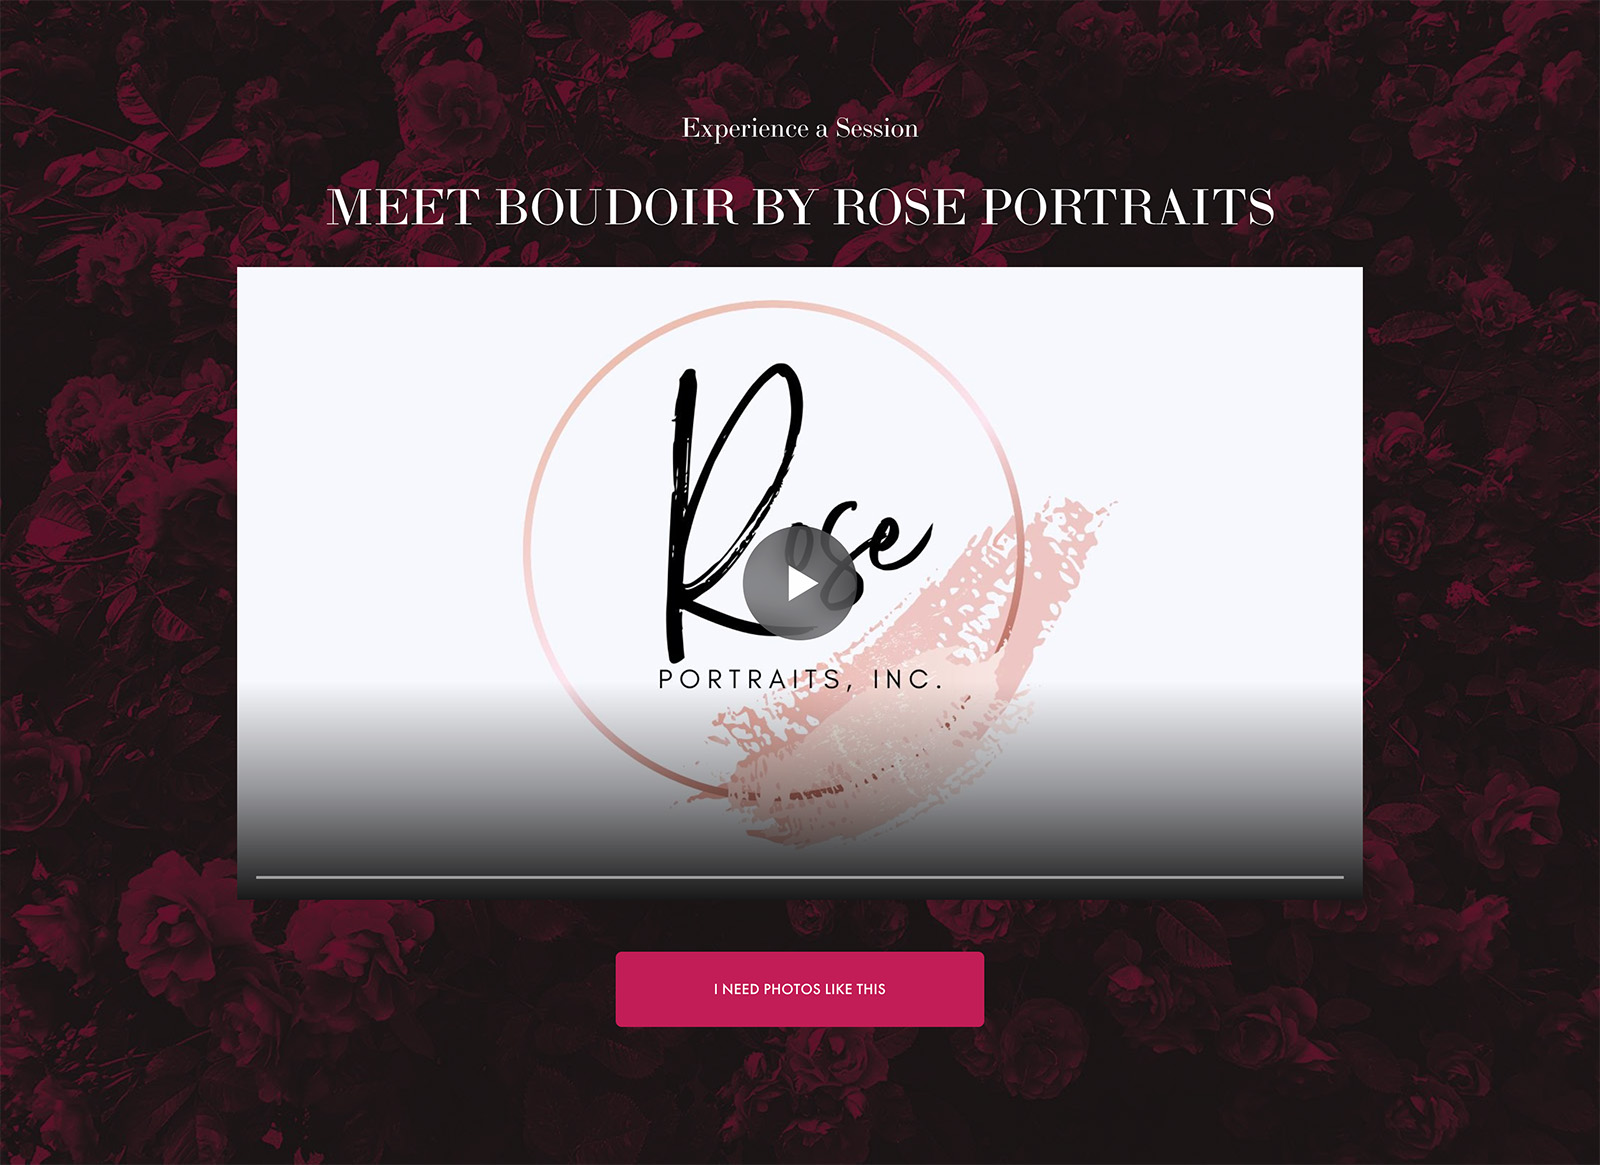 Experience a Session
MEET BOUDOIR BY ROSE PORTRAITS
Rose
PORTRAITS, INC.
I NEED PHOTOS LIKE THIS